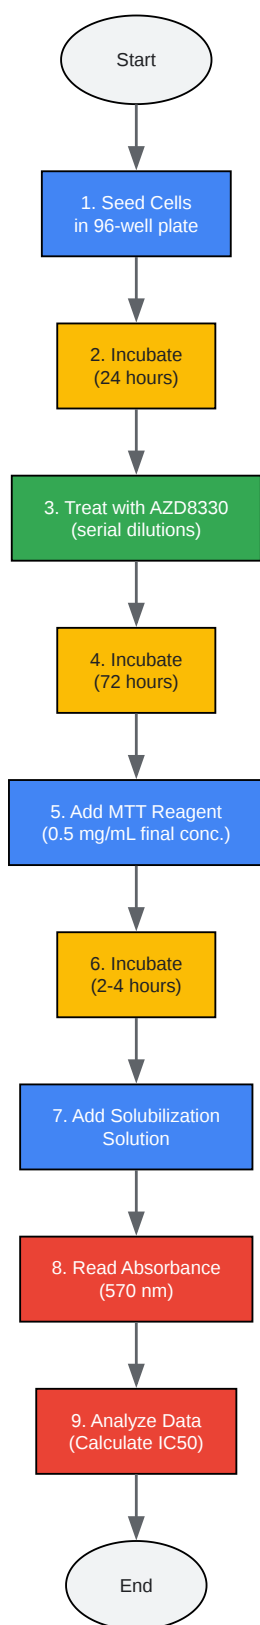 Start
1. Seed Cells
in 96-well plate
2. Incubate
(24 hours)
3. Treat with AZD8330
(serial dilutions)
4. Incubate
(72 hours)
5. Add MTT Reagent
(0.5 mg/mL final conc.)
6. Incubate
(2-4 hours)
7. Add Solubilization
Solution
8. Read Absorbance
(570 nm)
9. Analyze Data
(Calculate IC50)
End